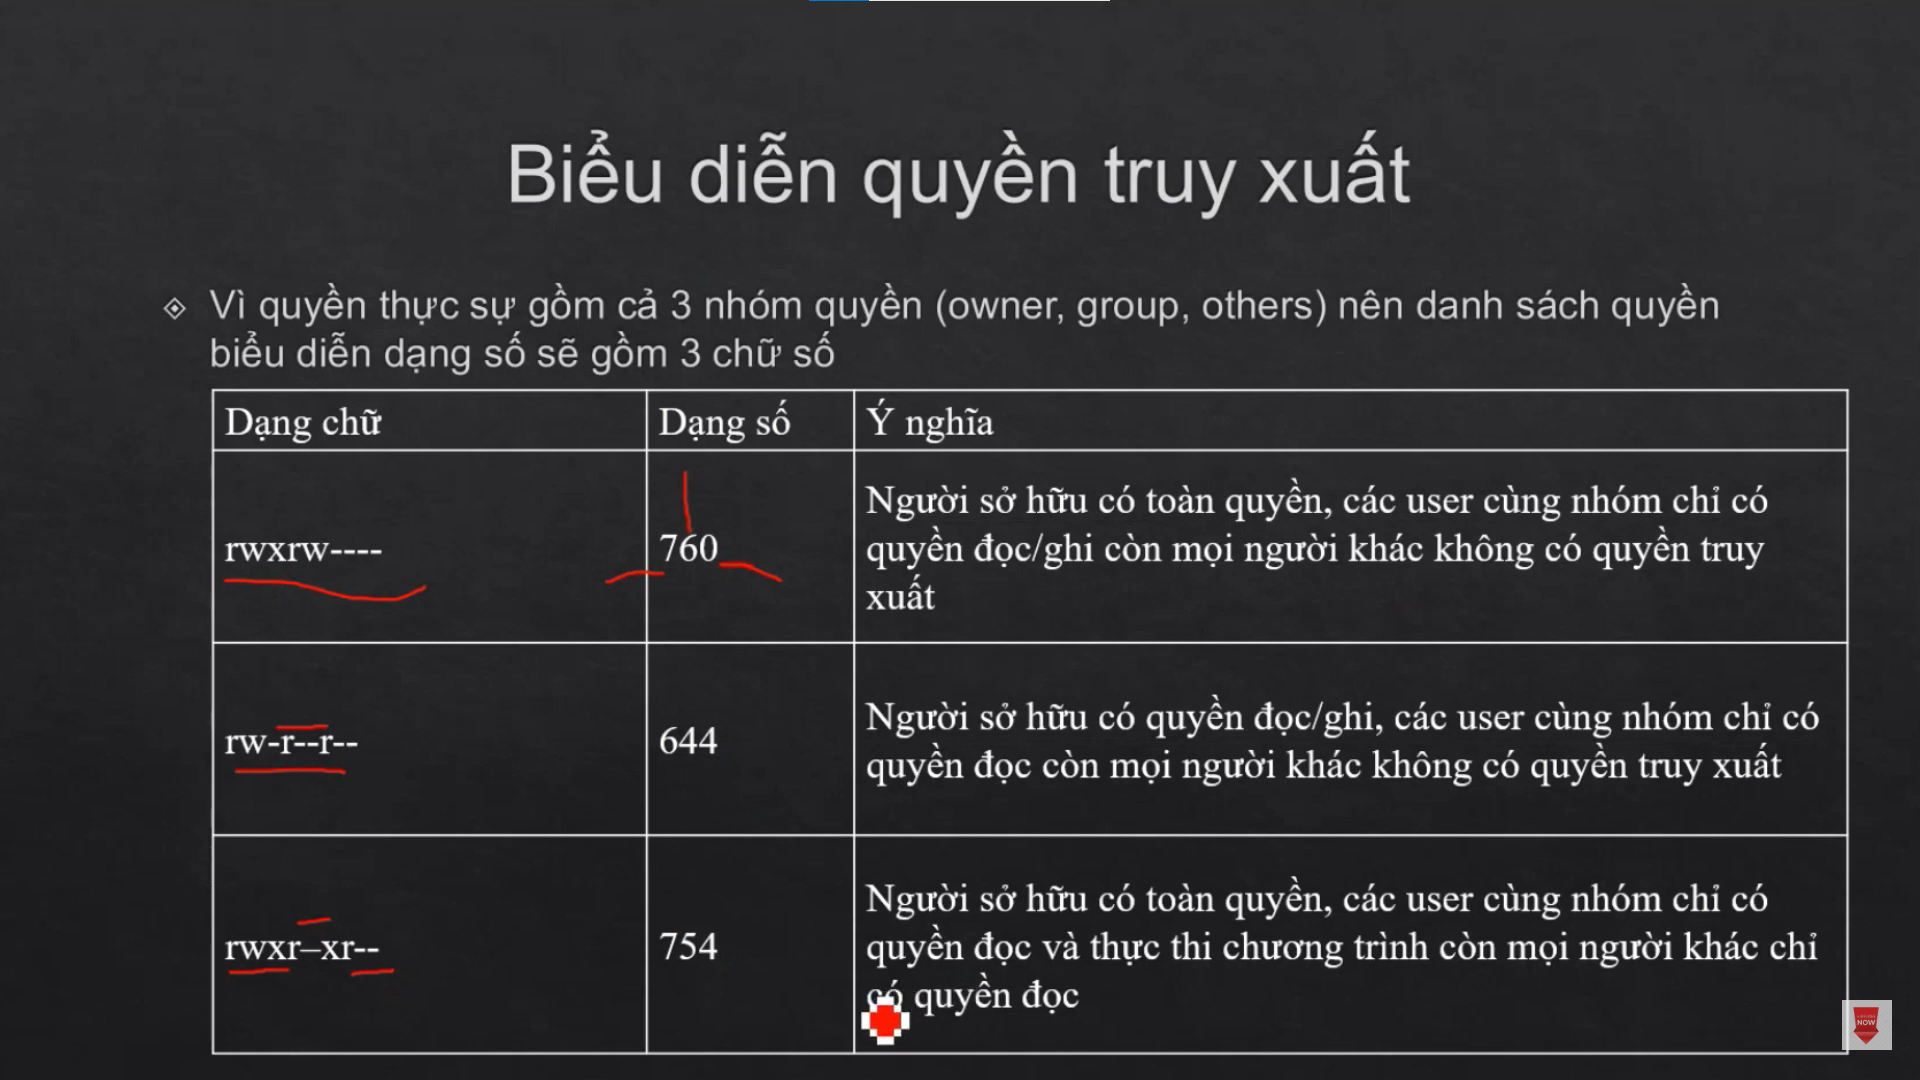 Biểu diễn quyền truy xuất
Vì quyền thực sự gồm cả 3 nhóm quyền (owner, group, others) nên danh sách quyền
biểu diễn dạng số sẽ gồm 3 chữ số
Dạng chữ
Dạng số
Ý nghĩa
rwxrw----
760
Người sở hữu có toàn quyền, các user cùng nhóm chỉ có
quyền đọc/ghi còn mọi người khác không có quyền truy
xuất
rw-r--r--
644
Người sở hữu có quyền đọc/ghi, các user cùng nhóm chỉ có
quyền đọc còn mọi người khác không có quyền truy xuất
rwxr–xr--
754
Người sở hữu có toàn quyền, các user cùng nhóm chỉ có
quyền đọc và thực thi chương trình còn mọi người khác chỉ
có quyền đọc
NOW